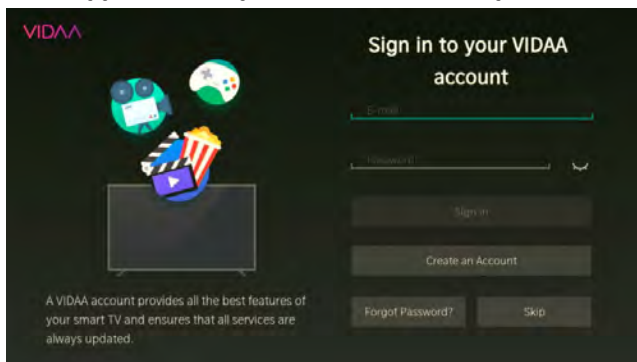 VIDAA
Sign in to your VIDAA
account
E-mail
Password
Sign in
Create an Account
Forgot Password?
Skip
A VIDAA account provides all the best features of
your smart TV and ensures that all services are
always updated.